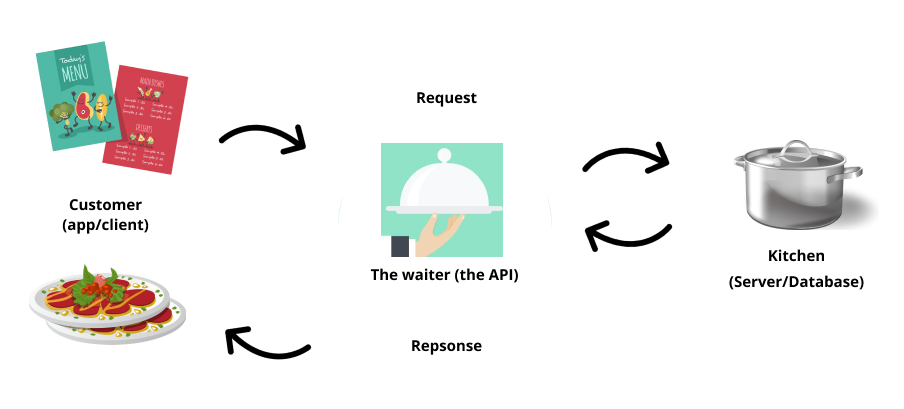 Today's
MENU
MAIN DISHES
DESSERTS
Request
Customer
(app/client)
The waiter (the API)
Kitchen
(Server/Database)
Repsonse